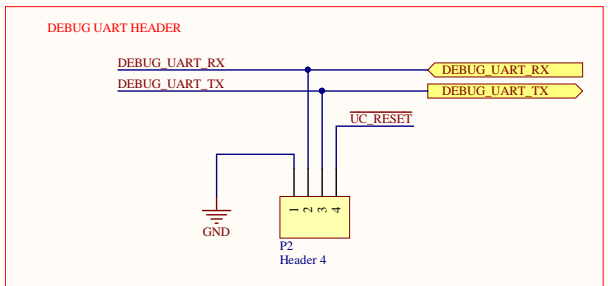 DEBUG UART HEADER
DEBUG_UART_RX
DEBUG_UART_RX
DEBUG_UART_TX
DEBUG_UART_TX
UC_RESET
1 2 3 4
GND
P2
Header 4